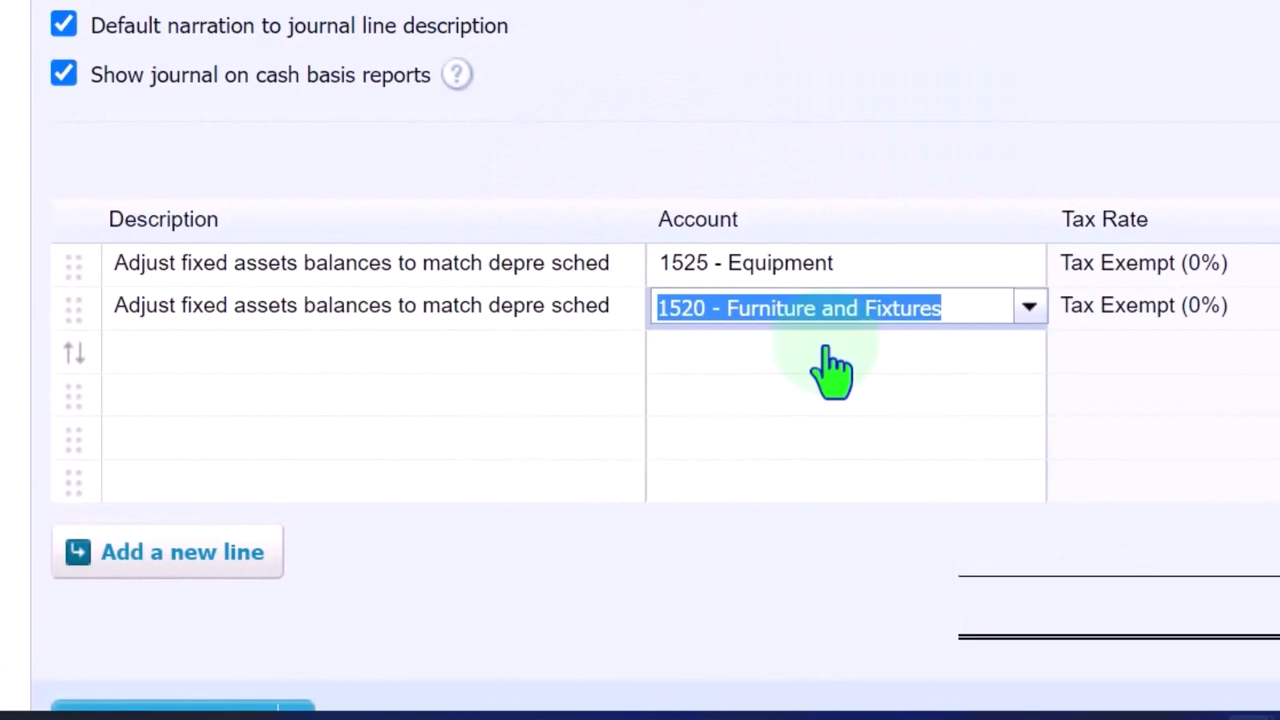 Default narration to journal line description
Show journal on cash basis reports ?
Description Account Tax Rate
Adjust fixed assets balances to match depre sched 1525 - Equipment Tax Exempt (0%)
Adjust fixed assets balances to match depre sched 1520 - Furniture and Fixtures Tax Exempt (0%)
Add a new line